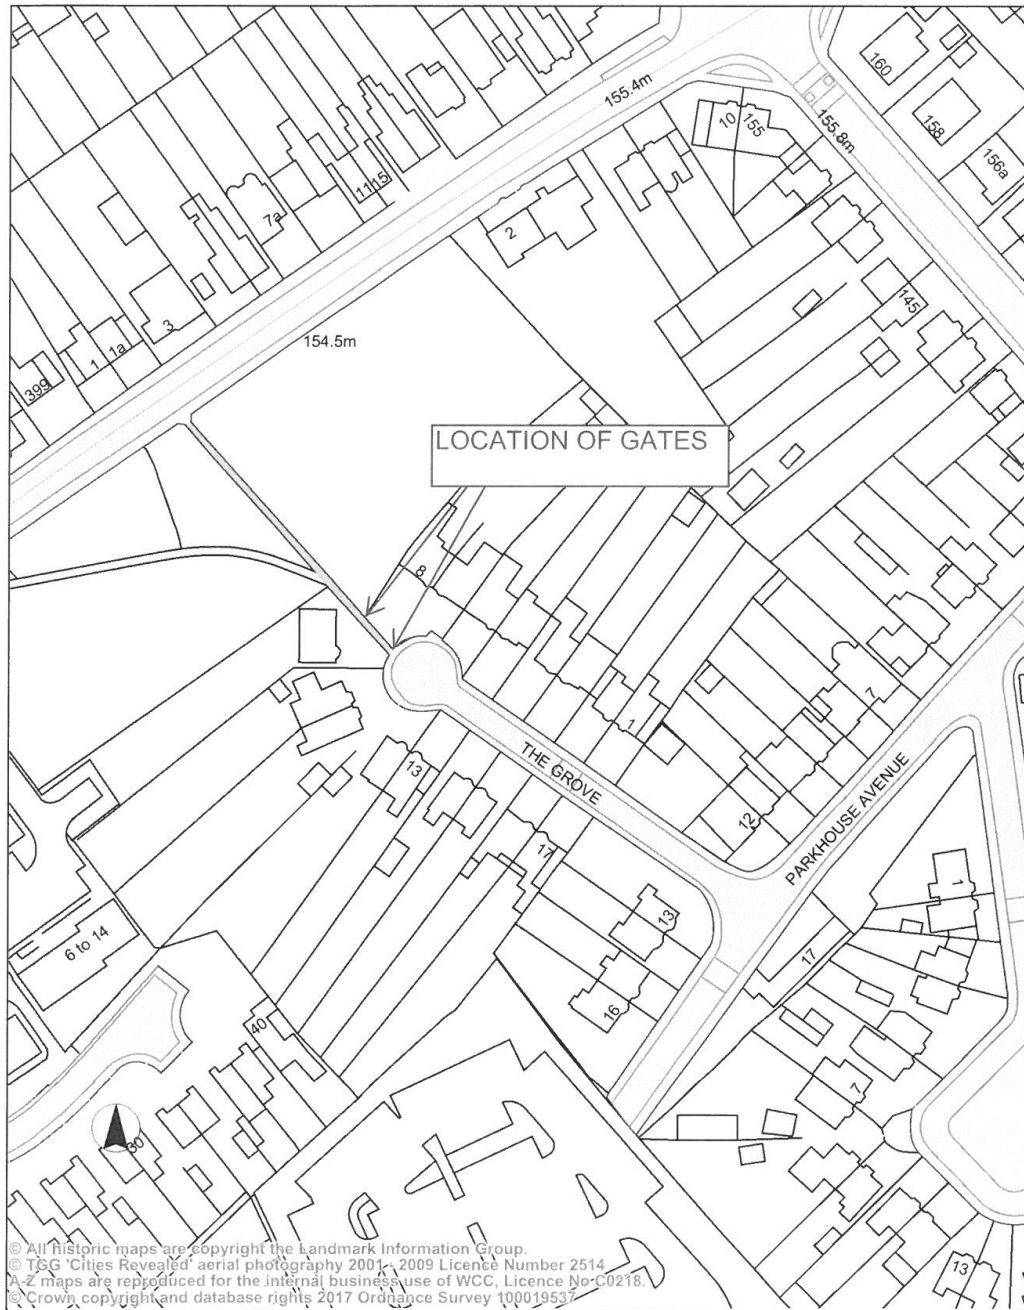 160
155.4m
10
155
155.8m
158
156a
1115
7a
2
145
3
154.5m
1
1a
399
LOCATION OF GATES
8
7
1
THE GROVE
13
12
PARKHOUSE AVENUE
17
1
13
6 to 14
17
16
40
7
30
© All historic maps are copyright the Landmark Information Group.
© TGG 'Cities Revealed' aerial photography 2001 - 2009 Licence Number 2514
A-Z maps are reproduced for the internal business use of WCC, Licence No C0218.
© Crown copyright and database rights 2017 Ordnance Survey 100019537
13